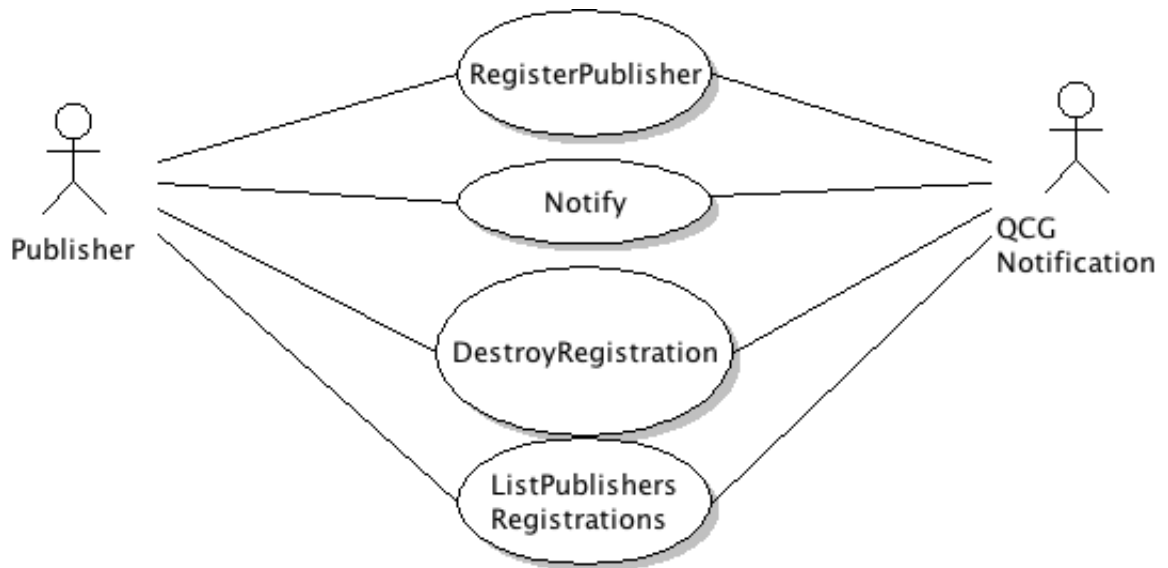 RegisterPublisher
Notify
Publisher
QCG
Notification
DestroyRegistration
ListPublishers
Registrations